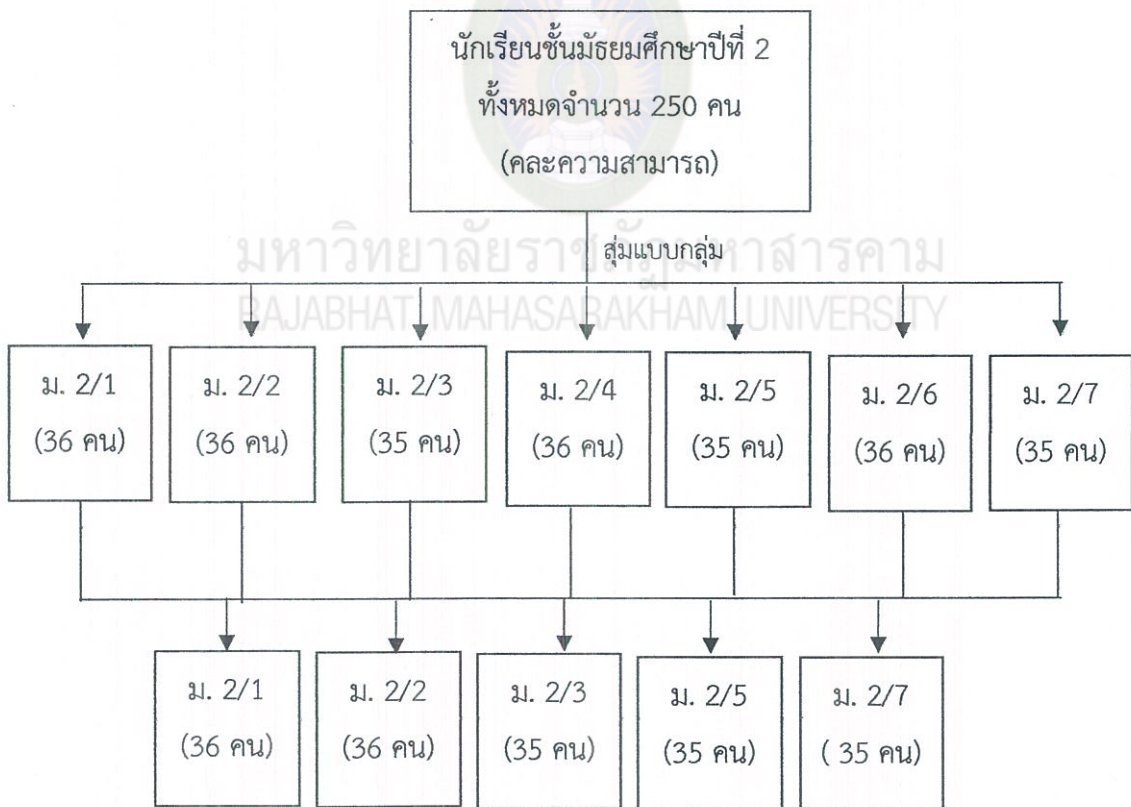 นักเรียนชั้นมัธยมศึกษาปีที่ 2
ทั้งหมดจำนวน 250 คน
(คละความสามารถ)
สุ่มแบบกลุ่ม
มหาวิทยาลัยราชภัฏมหาสารคาม
RAJABHAT MAHASARAKHAM UNIVERSITY
ม. 2/1
(36 คน)
ม. 2/2
(36 คน)
ม. 2/3
(35 คน)
ม. 2/4
(36 คน)
ม. 2/5
(35 คน)
ม. 2/6
(36 คน)
ม. 2/7
(35 คน)
ม. 2/1
(36 คน)
ม. 2/2
(36 คน)
ม. 2/3
(35 คน)
ม. 2/5
(35 คน)
ม. 2/7
( 35 คน)